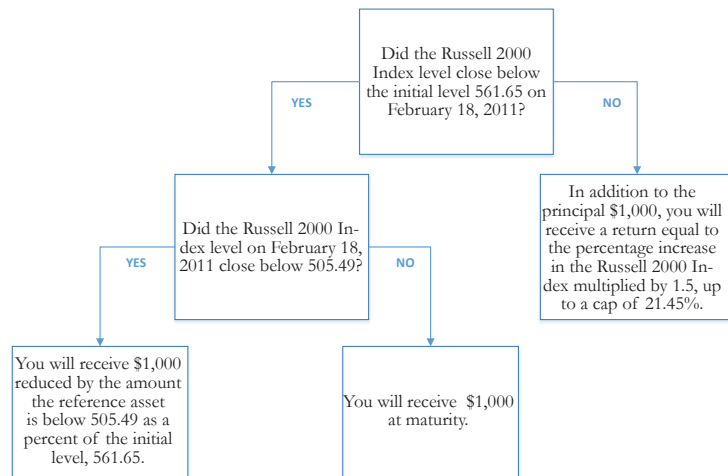 Did the Russell 2000
Index level close below
the initial level 561.65 on
February 18, 2011?
YES
NO
Did the Russell 2000 In-
dex level on February 18,
2011 close below 505.49?
In addition to the
principal $1,000, you will
receive a return equal to
the percentage increase
in the Russell 2000 In-
dex multiplied by 1.5, up
to a cap of 21.45%.
YES
NO
You will receive $1,000
reduced by the amount
the reference asset
is below 505.49 as a
percent of the initial
level, 561.65.
You will receive $1,000
at maturity.